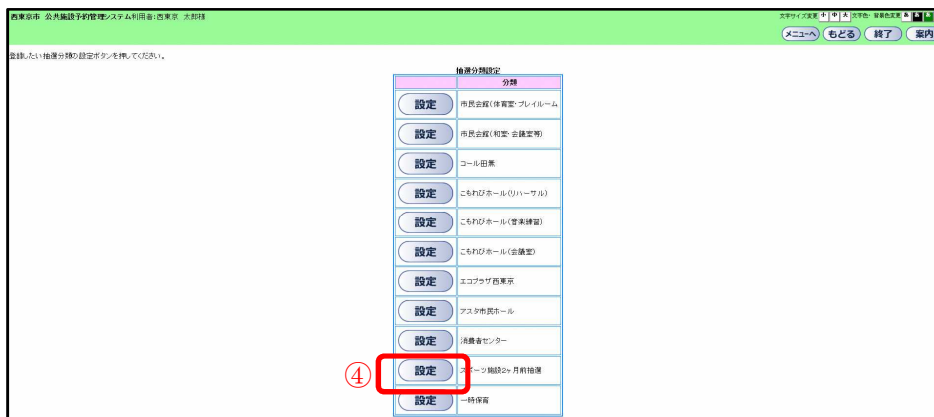 西東京市 公共施設予約管理システム利用者:西東京 太郎様
文字サイズ変更 小 中 大 文字色・背景色変更 あ あ あ
メニューへ もどる 終了 案内
登録したい抽選分類の設定ボタンを押してください。
抽選分類設定
分類
設定 市民会館(体育室・プレイルーム
設定 市民会館(和室・会議室等)
設定 コール田無
設定 こもれびホール(リハーサル)
設定 こもれびホール(音楽練習)
設定 こもれびホール(会議室)
設定 エコプラザ西東京
設定 アスタ市民ホール
設定 消費者センター
④ 設定 スポーツ施設2ヶ月前抽選
設定 一時保育